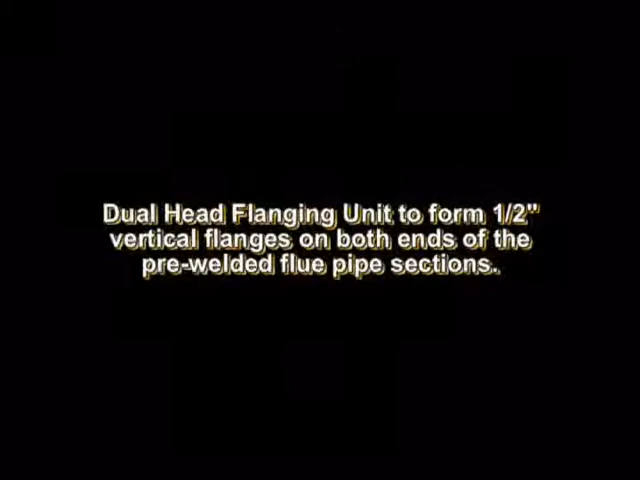 Dual Head Flanging Unit to form 1/2"
vertical flanges on both ends of the
pre-welded flue pipe sections.